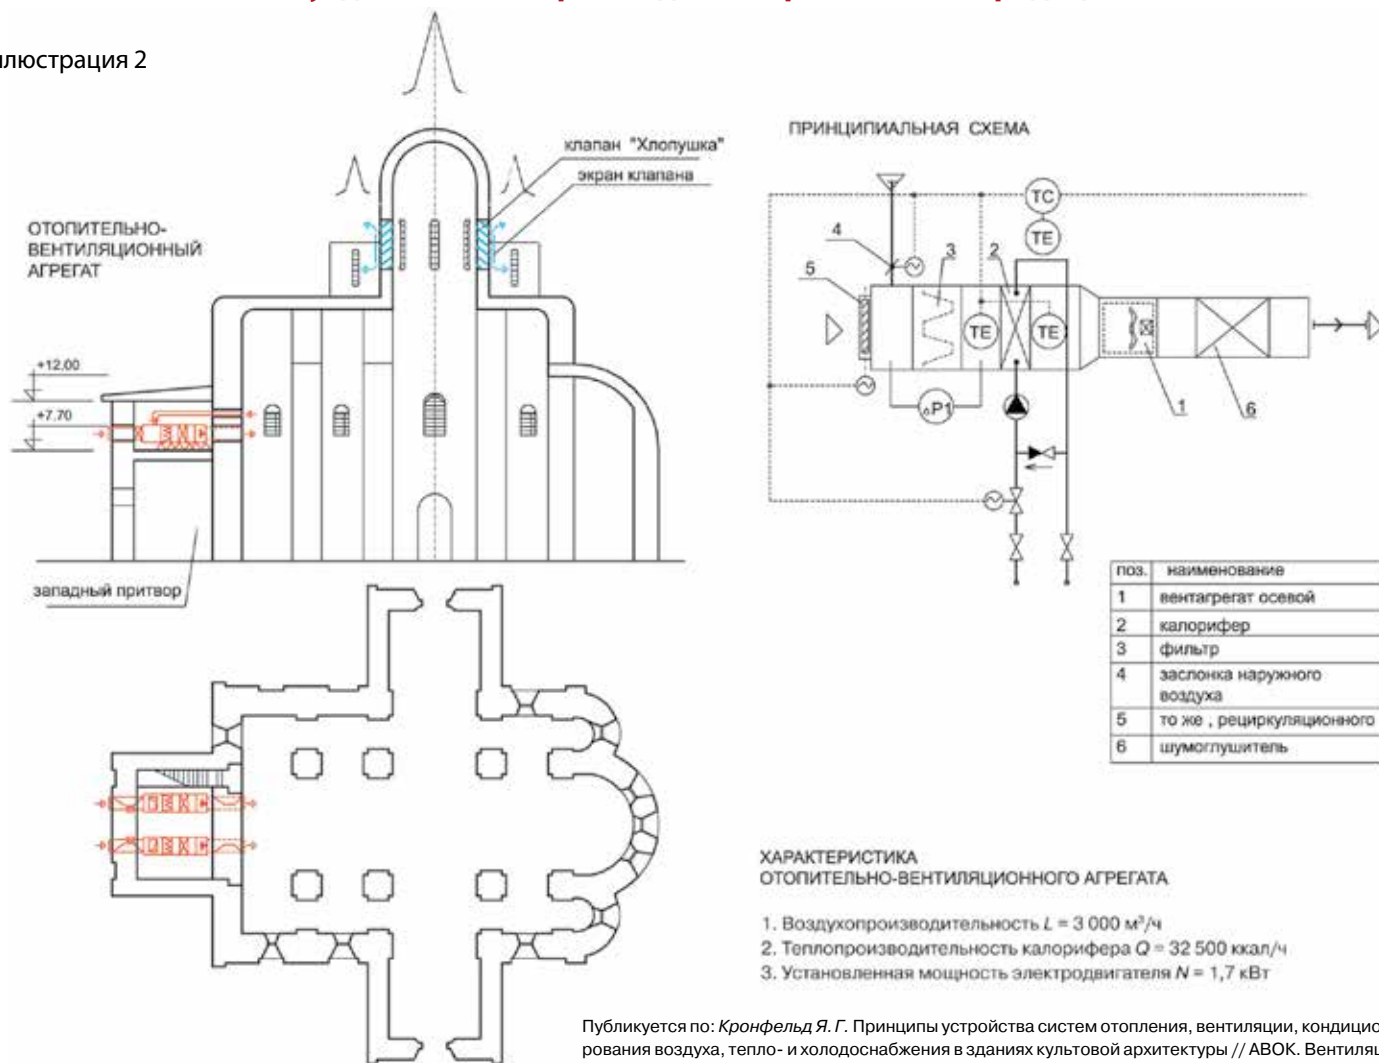 ллюстрация 2
клапан "Хлопушка"
экран клапана
ОТОПИТЕЛЬНО-
ВЕНТИЛЯЦИОННЫЙ
АГРЕГАТ
+12,00
+7,70
западный притвор
ПРИНЦИПИАЛЬНАЯ СХЕМА
TC
TE
4
3
2
5
TE
TE
ΔP1
1
6
поз. наименование
1 вентагрегат осевой
2 калорифер
3 фильтр
4 заслонка наружного
воздуха
5 то же , рециркуляционного
6 шумоглушитель
ХАРАКТЕРИСТИКА
ОТОПИТЕЛЬНО-ВЕНТИЛЯЦИОННОГО АГРЕГАТА
1. Воздухопроизводительность L = 3 000 м³/ч
2. Теплопроизводительность калорифера Q = 32 500 ккал/ч
3. Установленная мощность электродвигателя N = 1,7 кВт
Публикуется по: Кронфельд Я. Г. Принципы устройства систем отопления, вентиляции, кондицио
рования воздуха, тепло- и холодоснабжения в зданиях культовой архитектуры // АВОК. Вентиляц